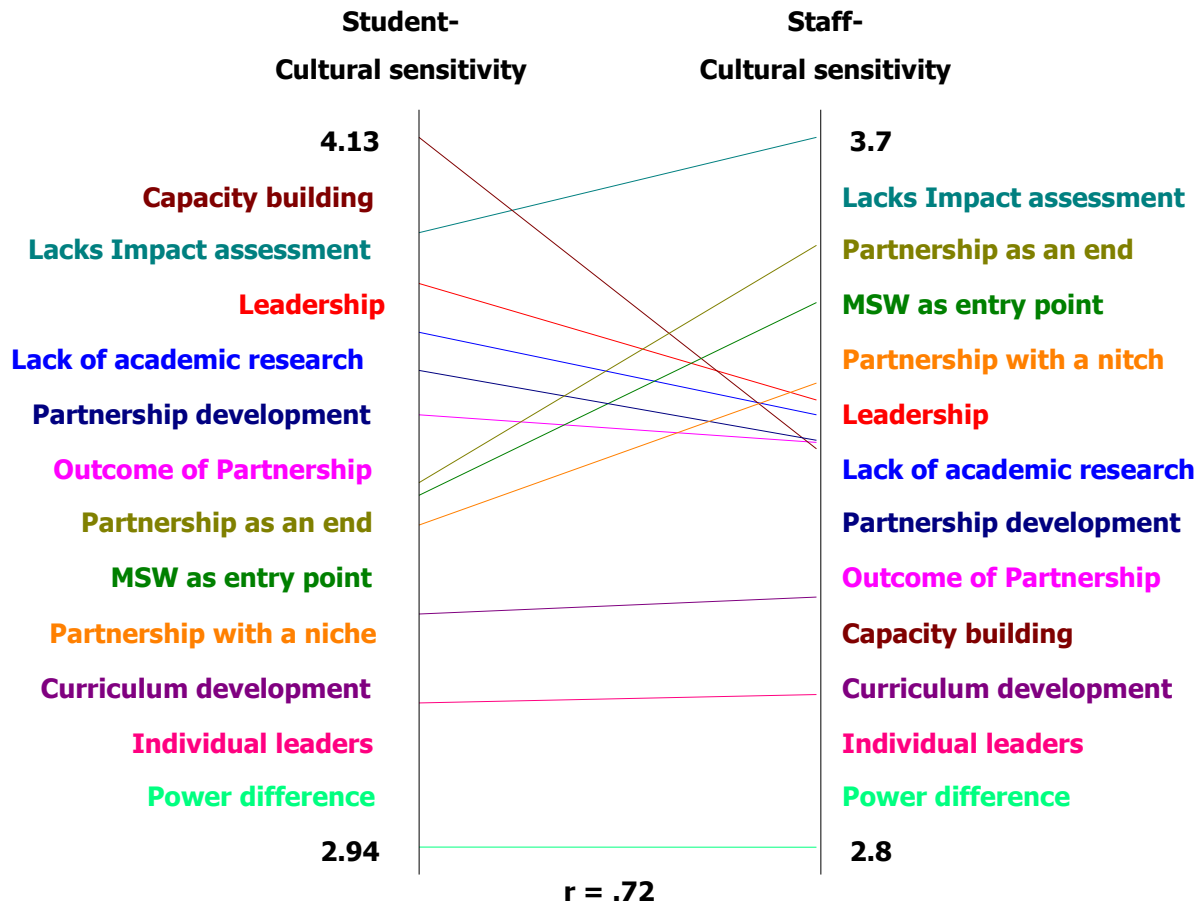 Student-
Cultural sensitivity
Staff-
Cultural sensitivity
4.13
Capacity building
Lacks Impact assessment
Leadership
Lack of academic research
Partnership development
Outcome of Partnership
Partnership as an end
MSW as entry point
Partnership with a niche
Curriculum development
Individual leaders
Power difference
2.94
3.7
Lacks Impact assessment
Partnership as an end
MSW as entry point
Partnership with a nitch
Leadership
Lack of academic research
Partnership development
Outcome of Partnership
Capacity building
Curriculum development
Individual leaders
Power difference
2.8
r = .72